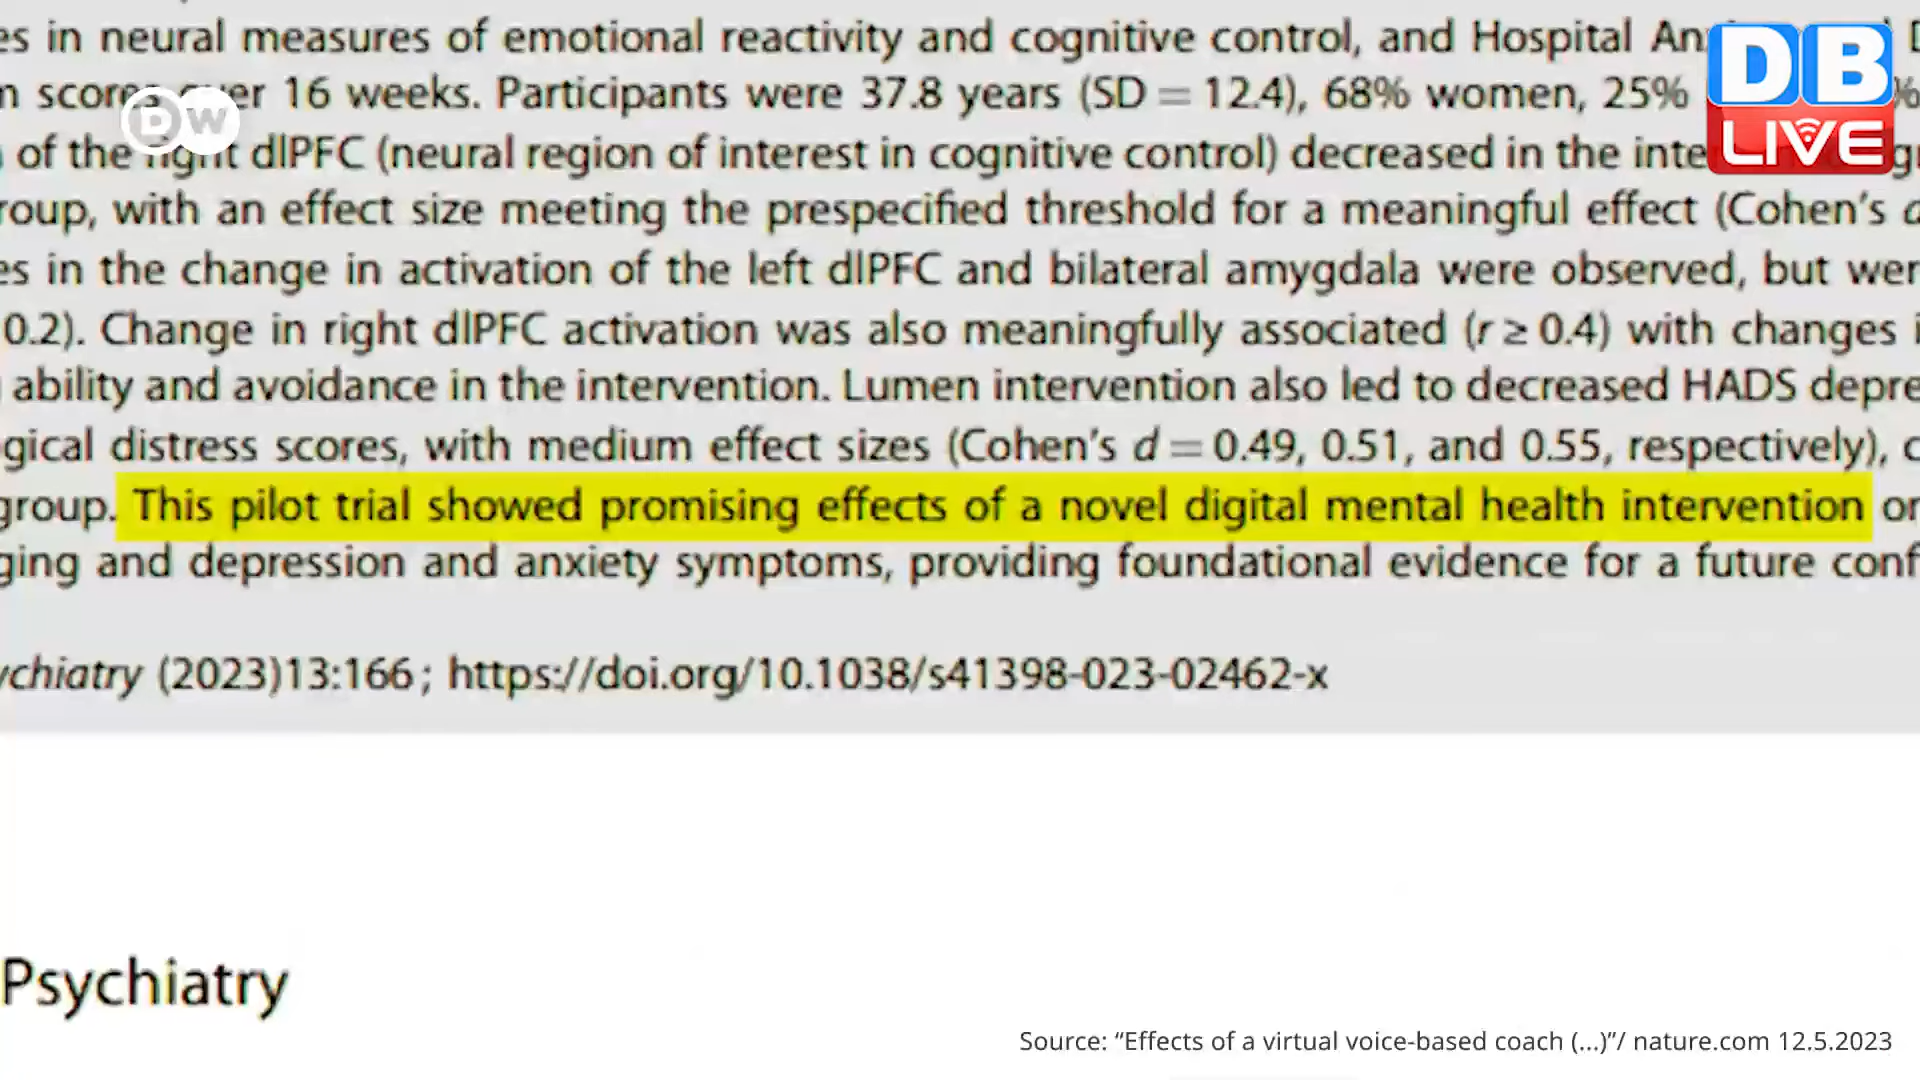 es in neural measures of emotional reactivity and cognitive control, and Hospital
DB
LIVE
scores over 16 weeks. Participants were 37.8 years (SD = 12.4), 68% women, 25%
DW
of the right dlPFC (neural region of interest in cognitive control) decreased in the
roup, with an effect size meeting the prespecified threshold for a meaningful effect (Cohen's d
es in the change in activation of the left dlPFC and bilateral amygdala were observed, but wer
0.2). Change in right dlPFC activation was also meaningfully associated (r ≥ 0.4) with changes i
ability and avoidance in the intervention. Lumen intervention also led to decreased HADS depre
gical distress scores, with medium effect sizes (Cohen's d = 0.49, 0.51, and 0.55, respectively), c
group. This pilot trial showed promising effects of a novel digital mental health intervention or
ging and depression and anxiety symptoms, providing foundational evidence for a future conf
ychiatry (2023)13:166 ; https://doi.org/10.1038/s41398-023-02462-x
Psychiatry
Source: “Effects of a virtual voice-based coach (...)”/ nature.com 12.5.2023